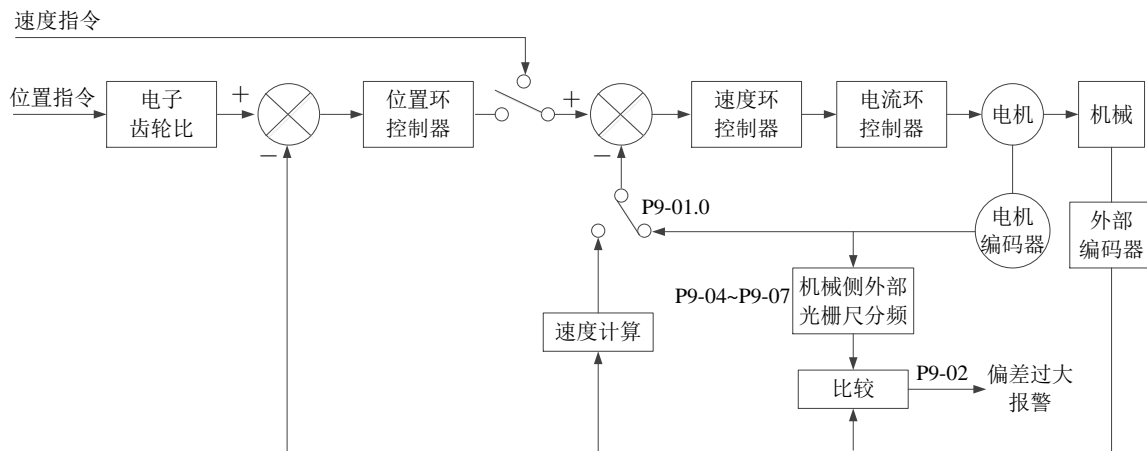 速度指令
位置指令
电子
齿轮比
+
−
位置环
控制器
+
−
速度环
控制器
电流环
控制器
电机
机械
P9-01.0
电机
编码器
外部
编码器
P9-04~P9-07
机械侧外部
光栅尺分频
速度计算
比较
P9-02
偏差过大
报警